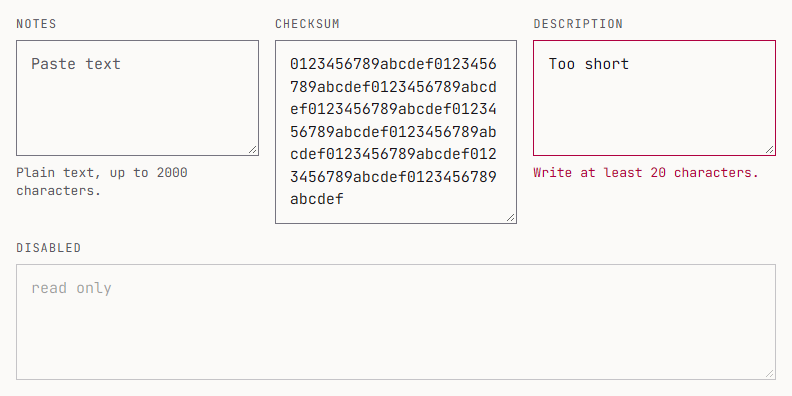 NOTES
Paste text
Plain text, up to 2000
characters.
CHECKSUM
0123456789abcdef0123456
789abcdef0123456789abcd
ef0123456789abcdef01234
56789abcdef0123456789ab
cdef0123456789abcdef012
3456789abcdef0123456789
abcdef
DESCRIPTION
Too short
Write at least 20 characters.
DISABLED
read only